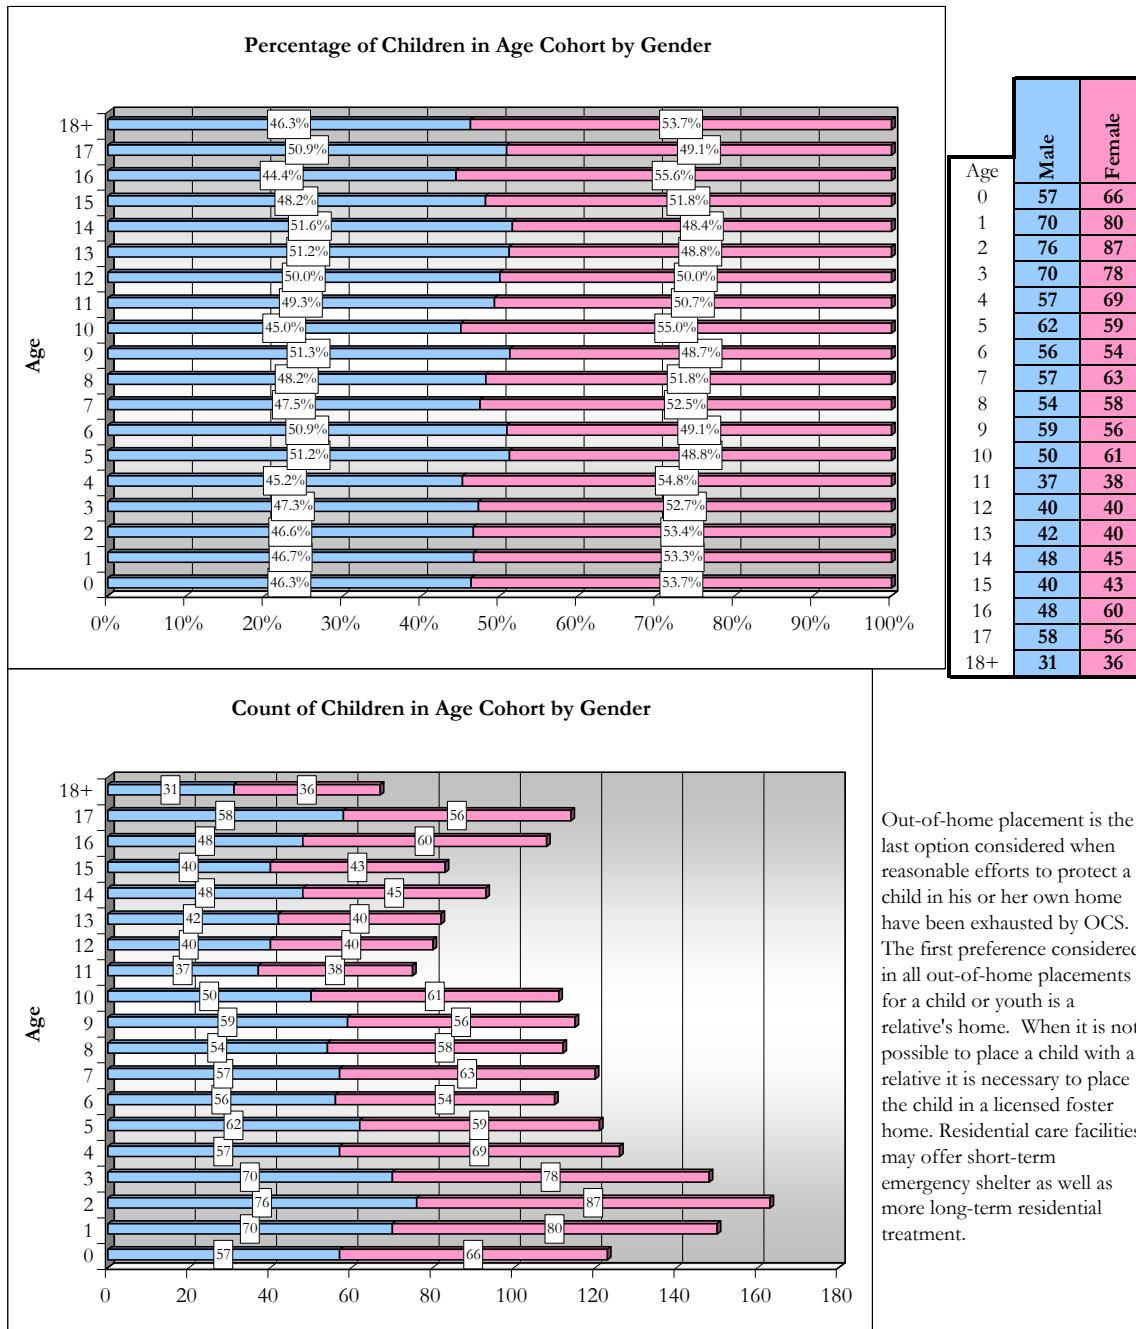 Percentage of Children in Age Cohort by Gender
Age
18+ 46.3% 53.7%
17 50.9% 49.1%
16 44.4% 55.6%
15 48.2% 51.8%
14 51.6% 48.4%
13 51.2% 48.8%
12 50.0% 50.0%
11 49.3% 50.7%
10 45.0% 55.0%
9 51.3% 48.7%
8 48.2% 51.8%
7 47.5% 52.5%
6 50.9% 49.1%
5 51.2% 48.8%
4 45.2% 54.8%
3 47.3% 52.7%
2 46.6% 53.4%
1 46.7% 53.3%
0 46.3% 53.7%
0% 10% 20% 30% 40% 50% 60% 70% 80% 90% 100%
Age Male Female
0 57 66
1 70 80
2 76 87
3 70 78
4 57 69
5 62 59
6 56 54
7 57 63
8 54 58
9 59 56
10 50 61
11 37 38
12 40 40
13 42 40
14 48 45
15 40 43
16 48 60
17 58 56
18+ 31 36
Count of Children in Age Cohort by Gender
Age
18+ 31 36
17 58 56
16 48 60
15 40 43
14 48 45
13 42 40
12 40 40
11 37 38
10 50 61
9 59 56
8 54 58
7 57 63
6 56 54
5 62 59
4 57 69
3 70 78
2 76 87
1 70 80
0 57 66
0 20 40 60 80 100 120 140 160 180
Out-of-home placement is the
last option considered when
reasonable efforts to protect a
child in his or her own home
have been exhausted by OCS.
The first preference considered
in all out-of-home placements
for a child or youth is a
relative's home. When it is not
possible to place a child with a
relative it is necessary to place
the child in a licensed foster
home. Residential care facilities
may offer short-term
emergency shelter as well as
more long-term residential
treatment.